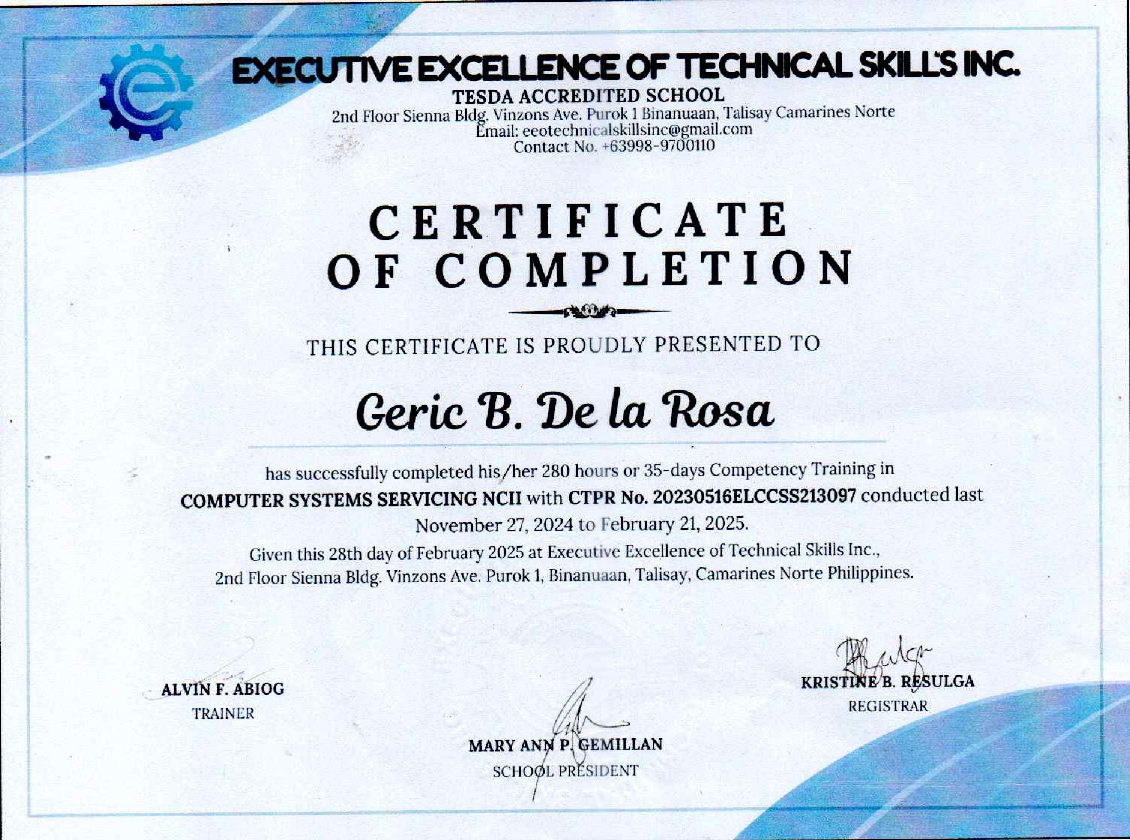 EXECUTIVE EXCELLENCE OF TECHNICAL SKILL'S INC.
TESDA ACCREDITED SCHOOL
2nd Floor Sienna Bldg. Vinzons Ave. Purok 1 Binanuaan, Talisay Camarines Norte
Email: eeotechnicalskillsinc@gmail.com
Contact No. +63998-9700110
CERTIFICATE
OF COMPLETION
THIS CERTIFICATE IS PROUDLY PRESENTED TO
Geric B. De la Rosa
has successfully completed his/her 280 hours or 35-days Competency Training in
COMPUTER SYSTEMS SERVICING NCII with CTPR No. 20230516ELCCSS213097 conducted last
November 27, 2024 to February 21, 2025.
Given this 28th day of February 2025 at Executive Excellence of Technical Skills Inc.,
2nd Floor Sienna Bldg. Vinzons Ave. Purok 1, Binanuaan, Talisay, Camarines Norte Philippines.
ALVIN F. ABIOG
TRAINER
KRISTINE B. RESULGA
REGISTRAR
MARY ANN P. GEMILLAN
SCHOOL PRESIDENT